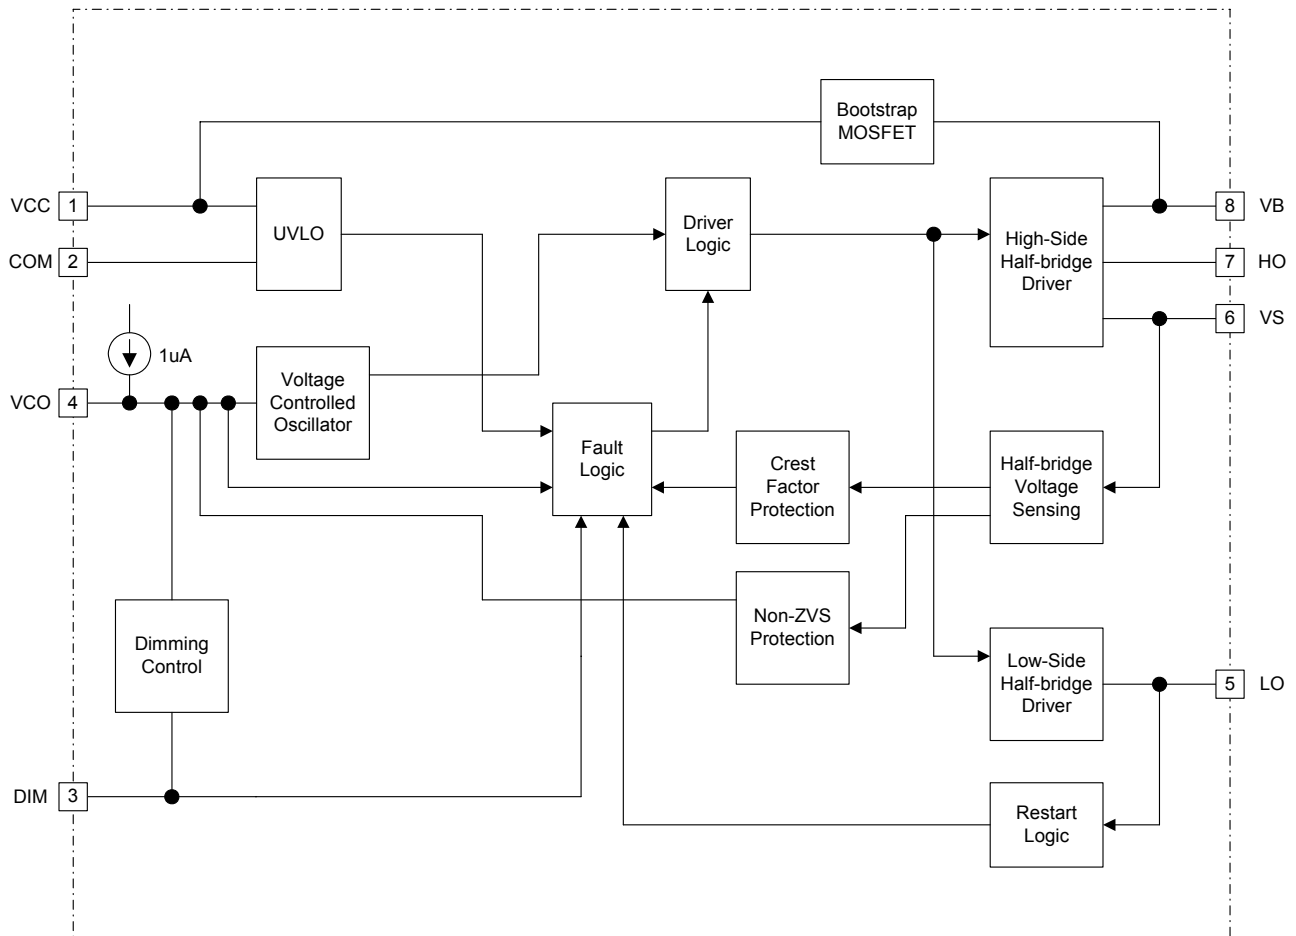 Bootstrap
MOSFET
VCC 1
UVLO
Driver
Logic
High-Side
Half-bridge
Driver
8 VB
COM 2
7 HO
6 VS
1uA
VCO 4
Voltage
Controlled
Oscillator
Fault
Logic
Crest
Factor
Protection
Half-bridge
Voltage
Sensing
Dimming
Control
Non-ZVS
Protection
Low-Side
Half-bridge
Driver
5 LO
DIM 3
Restart
Logic